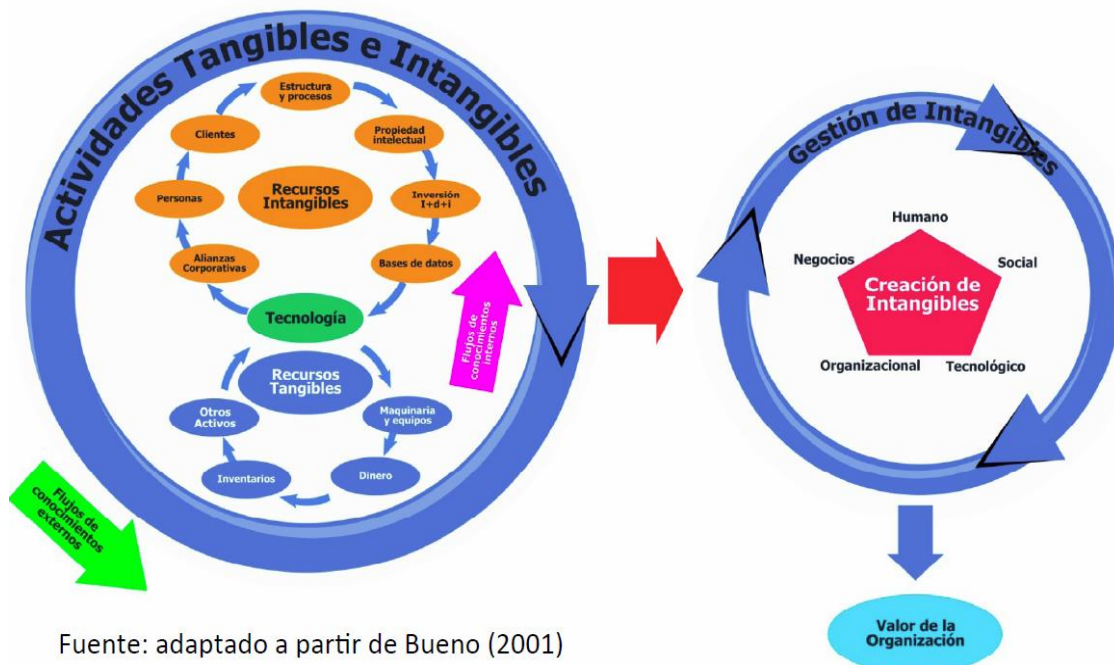 Actividades Tangibles e Intangibles
Estructura
y procesos
Propiedad
intelectual
Inversión
I+d+i
Bases de datos
Tecnología
Alianzas
Corporativas
Personas
Clientes
Recursos
Intangibles
Recursos
Tangibles
Maquinaria
y equipos
Dinero
Inventarios
Otros
Activos
Flujos de
conocimientos
internos
Flujos de
conocimientos
externos
Gestión de Intangibles
Humano
Social
Tecnológico
Organizacional
Negocios
Creación de
Intangibles
Valor de la
Organización
Fuente: adaptado a partir de Bueno (2001)